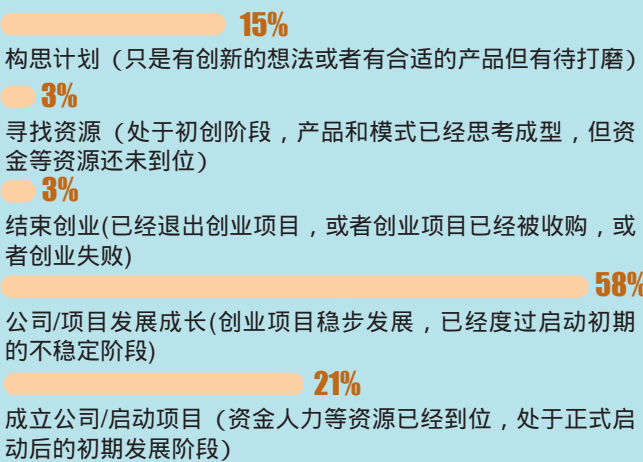 15%
构思计划（只是有创新的想法或者有合适的产品但有待打磨）
3%
寻找资源（处于初创阶段，产品和模式已经思考成型，但资
金等资源还未到位）
3%
结束创业(已经退出创业项目，或者创业项目已经被收购，或
者创业失败)
58%
公司/项目发展成长(创业项目稳步发展，已经度过启动初期
的不稳定阶段)
21%
成立公司/启动项目（资金人力等资源已经到位，处于正式启
动后的初期发展阶段）